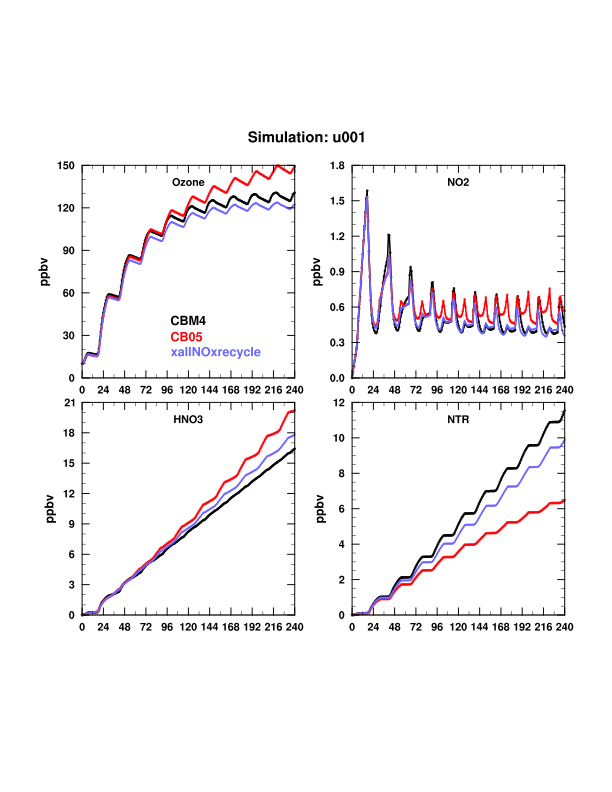 Simulation: u001
Ozone
NO2
150
120
90
60
30
0
ppbv
CBM4
CB05
xallNOxrecycle
0 24 48 72 96 120 144 168 192 216 240
1.8
1.5
1.2
0.9
0.6
0.3
0.0
ppbv
0 24 48 72 96 120 144 168 192 216 240
HNO3
NTR
21
18
15
12
9
6
3
0
ppbv
0 24 48 72 96 120 144 168 192 216 240
12
10
8
6
4
2
0
ppbv
0 24 48 72 96 120 144 168 192 216 240